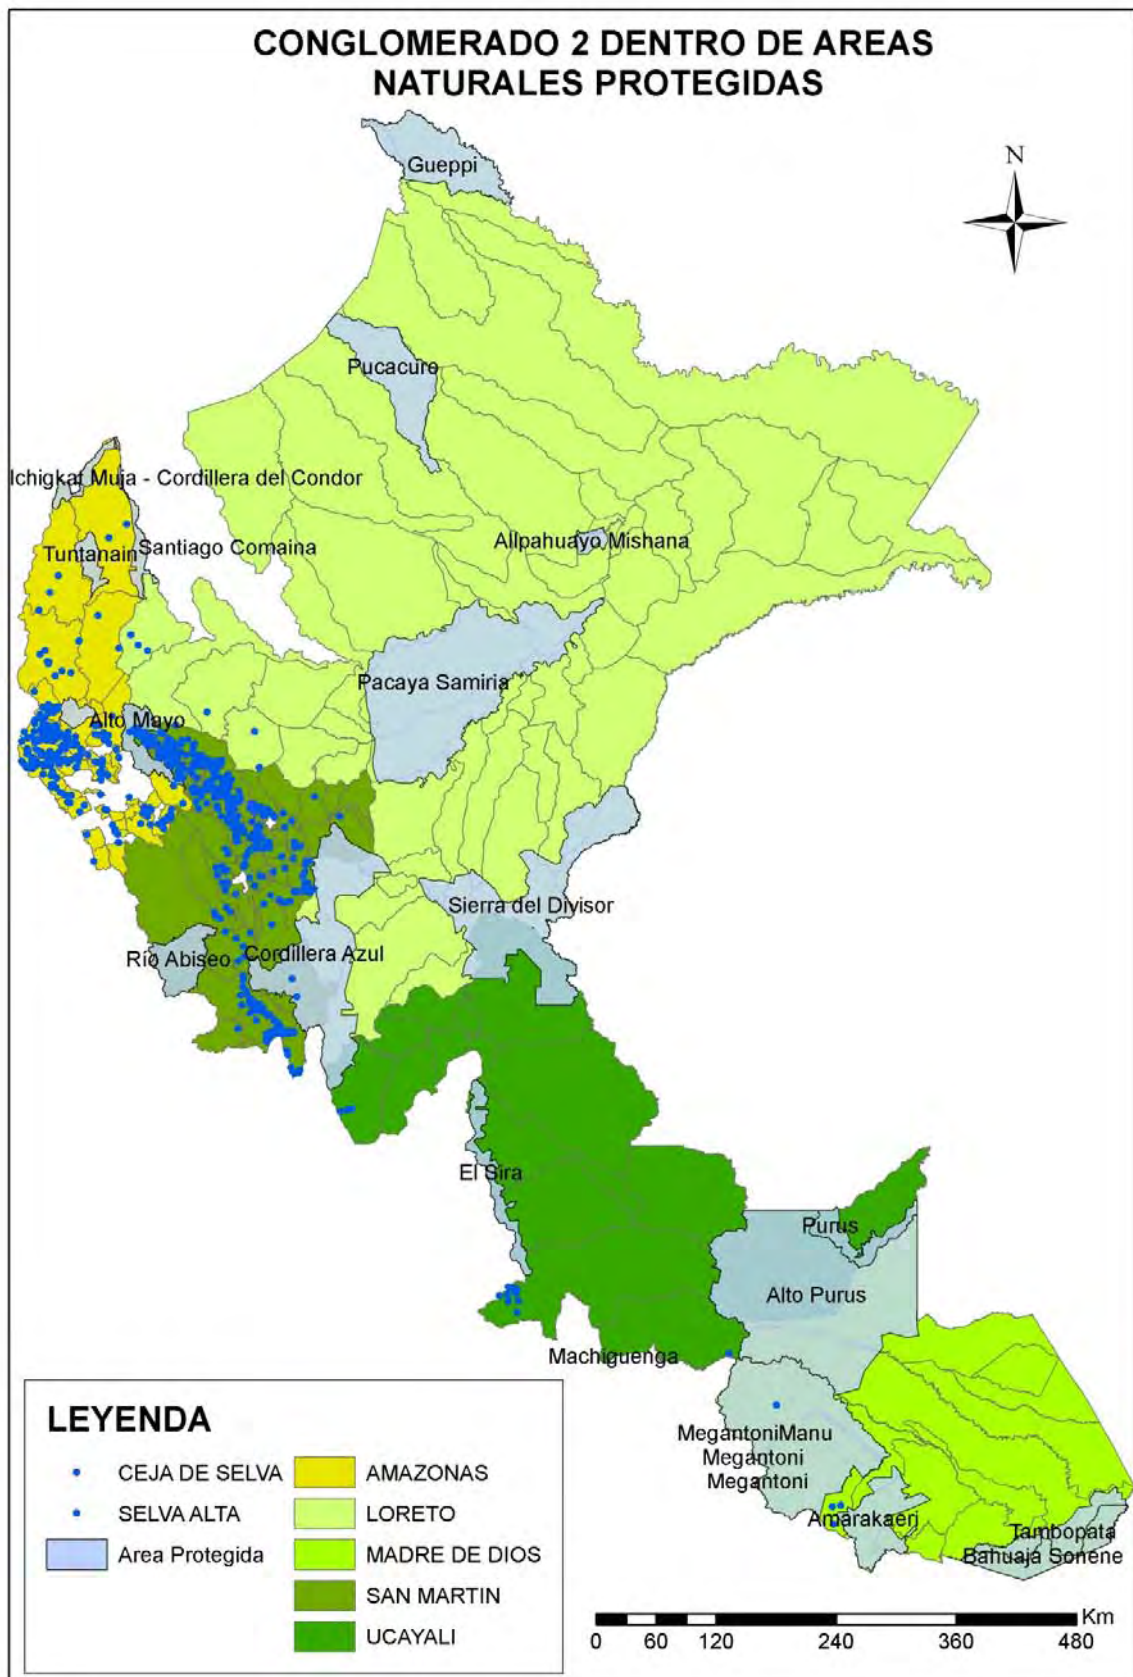 CONGLOMERADO 2 DENTRO DE AREAS
NATURALES PROTEGIDAS
Gueppi
N
Pucacuro
Ichigkat Muja - Cordillera del Condor
Tuntanain
Santiago Comaina
Allpahuayo Mishana
Pacaya Samiria
Alto Mayo
Sierra del Divisor
Río Abiseo
Cordillera Azul
El Sira
Purus
Alto Purus
Machiguenga
MegantoniManu
Megantoni
Megantoni
Amarakaeri
Tambopata
Bahuaja Sonene
LEYENDA
CEJA DE SELVA
SELVA ALTA
Area Protegida
AMAZONAS
LORETO
MADRE DE DIOS
SAN MARTIN
UCAYALI
Km
0 60 120 240 360 480